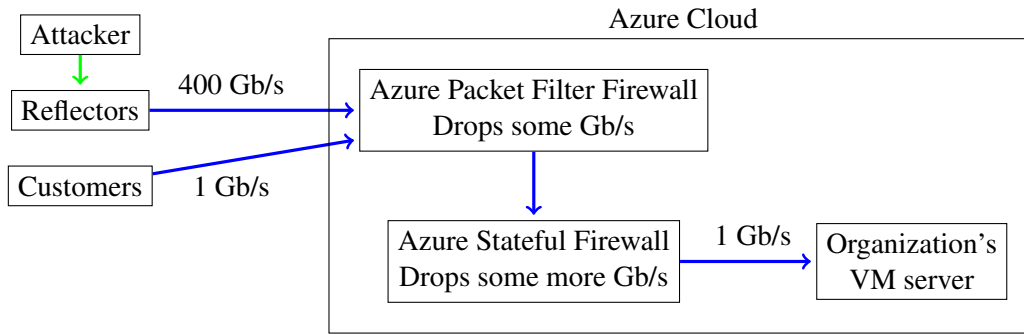 Azure Cloud
Attacker
Reflectors
400 Gb/s
Customers
1 Gb/s
Azure Packet Filter Firewall
Drops some Gb/s
Azure Stateful Firewall
Drops some more Gb/s
1 Gb/s
Organization's
VM server